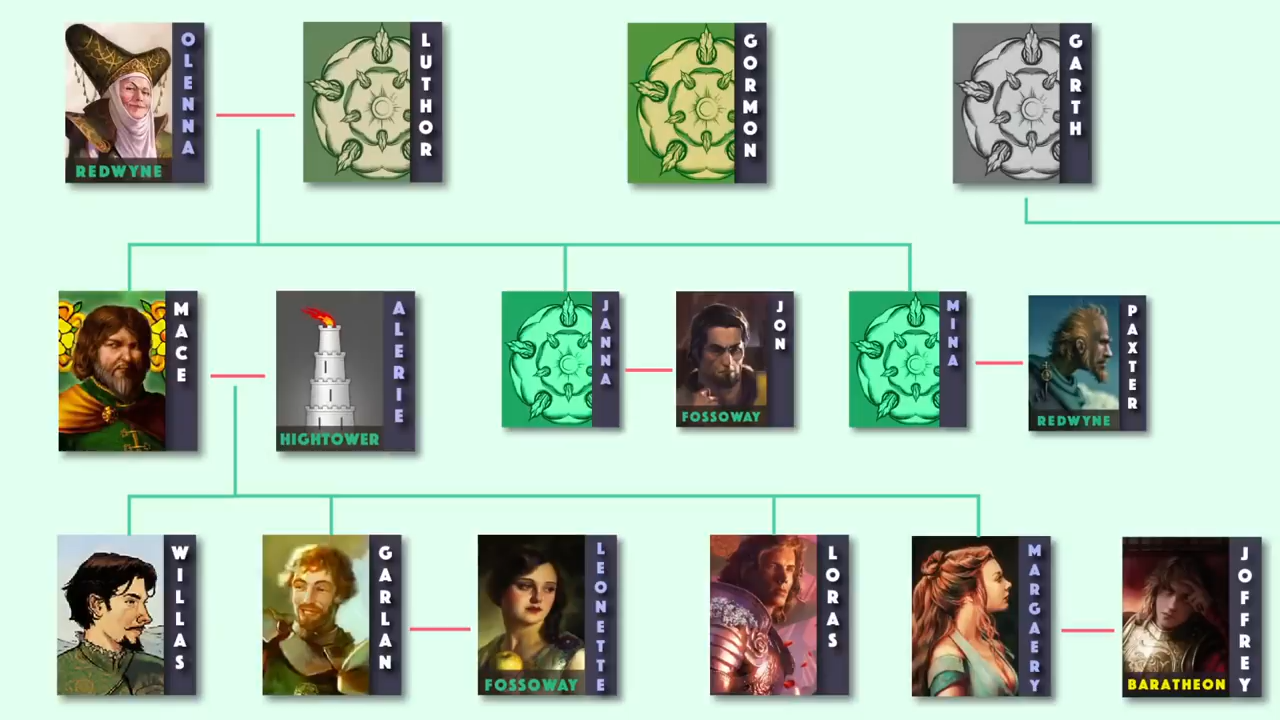 OLENNA
REDWYNE
LUTHOR
GORMON
GARTH
MACE
ALERIE
HIGHTOWER
JANNA
JON
FOSSOWAY
MINA
PAXTER
REDWYNE
WILLAS
GARLAN
LEONETTE
FOSSOWAY
LORAS
MARGAERY
JOFFREY
BARATHEON